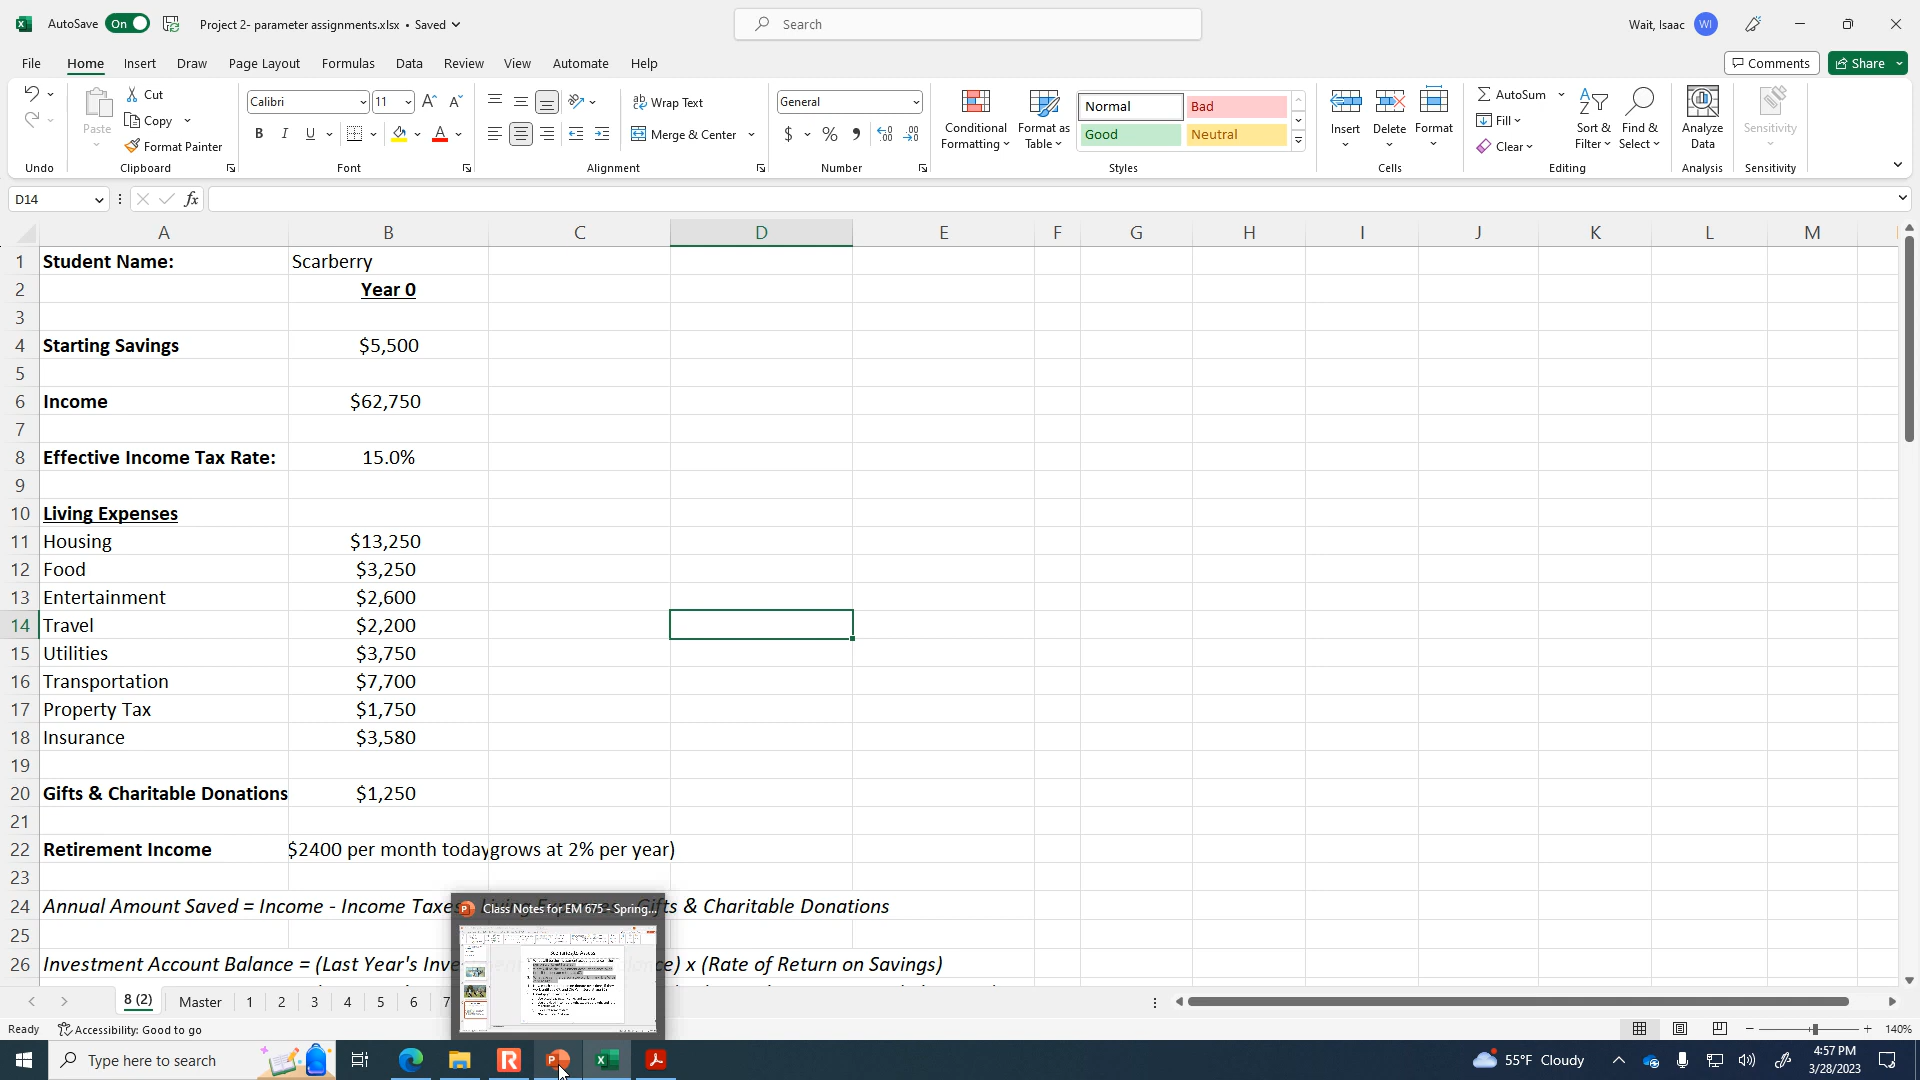 AutoSave On Project 2- parameter assignments.xlsx • Saved Search Wait, Isaac WI
File Home Insert Draw Page Layout Formulas Data Review View Automate Help Comments Share
Undo
Paste Cut Copy Format Painter Clipboard
Calibri 11 B I U A Font
Wrap Text Merge & Center Alignment
General $ % Number
Conditional Formatting Format as Table Normal Bad Good Neutral Styles
Insert Delete Format Cells
AutoSum Fill Clear Sort & Filter Find & Select Editing
Analyze Data Analysis
Sensitivity Sensitivity
D14 fx
A B C D E F G H I J K L M
1 Student Name: Scarberry
2 Year 0
3
4 Starting Savings $5,500
5
6 Income $62,750
7
8 Effective Income Tax Rate: 15.0%
9
10 Living Expenses
11 Housing $13,250
12 Food $3,250
13 Entertainment $2,600
14 Travel $2,200
15 Utilities $3,750
16 Transportation $7,700
17 Property Tax $1,750
18 Insurance $3,580
19
20 Gifts & Charitable Donations $1,250
21
22 Retirement Income $2400 per month today grows at 2% per year)
23
24 Annual Amount Saved = Income - Income Taxes Gifts & Charitable Donations
Class Notes for EM 675 - Spring...
25
26 Investment Account Balance = (Last Year's Inve ce) x (Rate of Return on Savings)
8 (2) Master 1 2 3 4 5 6 7
Ready Accessibility: Good to go 140%
Type here to search 55°F Cloudy 4:57 PM
3/28/2023